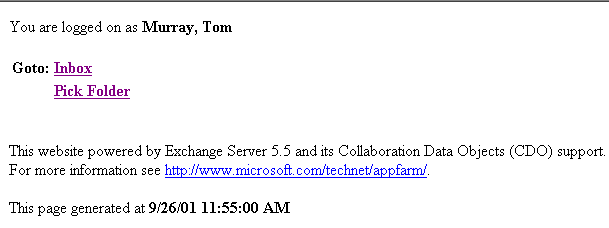 You are logged on as Murray, Tom
Goto: Inbox
Pick Folder
This website powered by Exchange Server 5.5 and its Collaboration Data Objects (CDO) support.
For more information see http://www.microsoft.com/technet/appfarm/.
This page generated at 9/26/01 11:55:00 AM